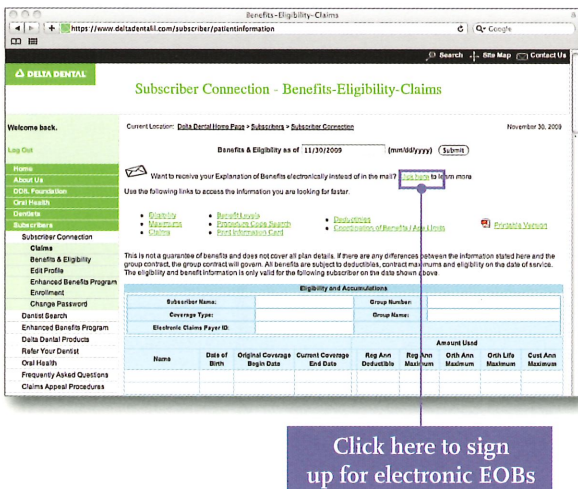 Benefits-Eligibility-Claims
https://www.deltadentalil.com/subscriber/patientinformation
Google
Search
Site Map
Contact Us
DELTA DENTAL
Subscriber Connection - Benefits-Eligibility-Claims
Welcome back.
Current Location: Delta Dental Home Page > Subscribers > Subscriber Connection
November 30, 2009
Log Out
Benefits & Eligibility as of 11/30/2009 (mm/dd/yyyy) Submit
Want to receive your Explanation of Benefits electronically instead of in the mail? Click here to learn more
Use the following links to access the information you are looking for faster.
Home
About Us
DDIL Foundation
Oral Health
Dentists
Subscribers
Subscriber Connection
Claims
Benefits & Eligibility
Edit Profile
Enhanced Benefits Program
Enrollment
Change Password
Dentist Search
Enhanced Benefits Program
Delta Dental Products
Refer Your Dentist
Oral Health
Frequently Asked Questions
Claims Appeal Procedures
• Eligibility
• Maximums
• Claims
• Benefit Levels
• Procedure Code Search
• Print Information Card
• Deductibles
• Coordination of Benefits / Age Limits
Printable Version
This is not a guarantee of benefits and does not cover all plan details. If there are any differences between the information stated here and the
group contract, the group contract will govern. All benefits are subject to deductibles, contract maximums and eligibility on the date of service.
The eligibility and benefit information is only valid for the following subscriber on the date shown above
Eligibility and Accumulations
Subscriber Name:
Group Number:
Coverage Type:
Group Name:
Electronic Claims Payer ID:
Amount Used
Name
Date of Birth
Original Coverage Begin Date
Current Coverage End Date
Reg Ann Deductible
Reg Ann Maximum
Orth Ann Maximum
Orth Life Maximum
Cust Ann Maximum
Click here to sign
up for electronic EOBs